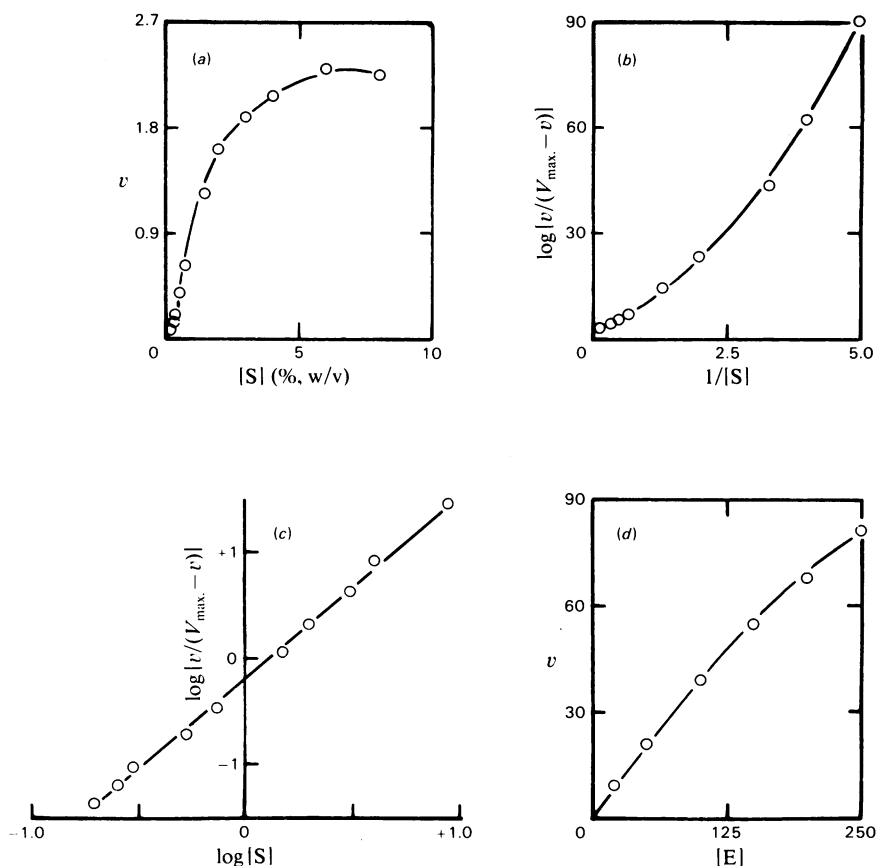 2.7
(a)
1.8
v
0.9
0
5
10
|S| (%, w/v)
90
(b)
60
log|v/(Vmax. − v)|
30
0
2.5
5.0
1/|S|
(c)
+1
log|v/(Vmax. − v)|
0
−1
−1.0
0
+1.0
log|S|
90
(d)
60
v
30
0
125
250
[E]